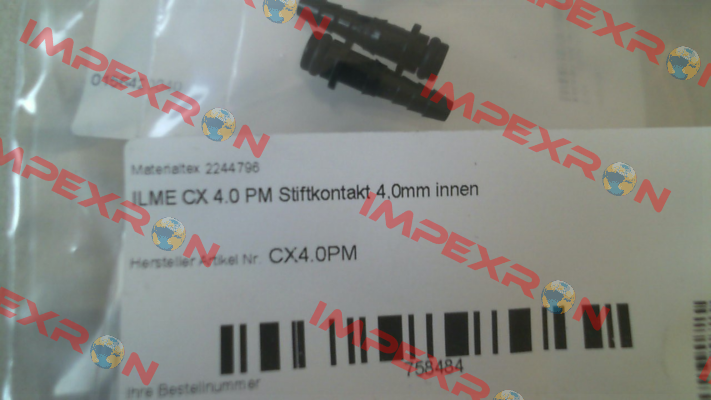 IMPEXRON
Materialtex 2244796
ILME CX 4.0 PM Stiftkontakt 4.0mm innen
Hersteller Artikel Nr. CX4.0PM
758484
Ihre Bestellnummer